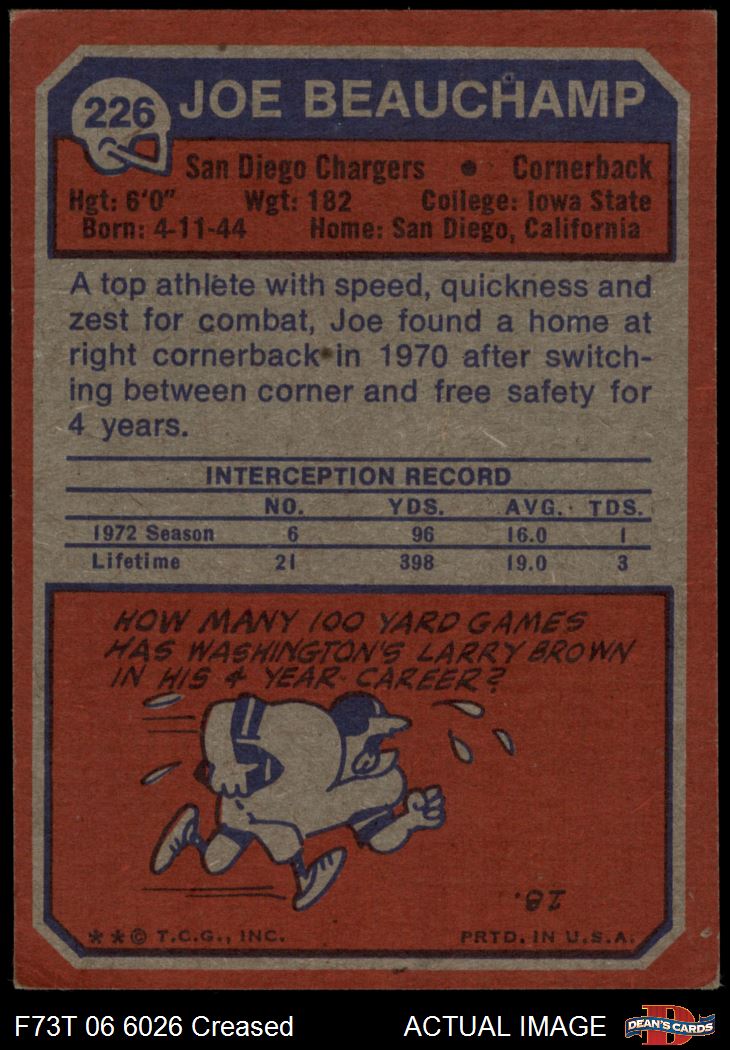 226 JOE BEAUCHAMP
San Diego Chargers • Cornerback
Hgt: 6'0" Wgt: 182 College: Iowa State
Born: 4-11-44 Home: San Diego, California
A top athlete with speed, quickness and
zest for combat, Joe found a home at
right cornerback in 1970 after switch-
ing between corner and free safety for
4 years.
INTERCEPTION RECORD
NO. YDS. AVG. TDS.
1972 Season 6 96 16.0 1
Lifetime 21 398 19.0 3
HOW MANY 100 YARD GAMES
HAS WASHINGTON'S LARRY BROWN
IN HIS 4 YEAR CAREER?
18.
**© T.C.G., INC. PRTD. IN U.S.A.
F73T 06 6026 Creased ACTUAL IMAGE
D DEAN'S CARDS